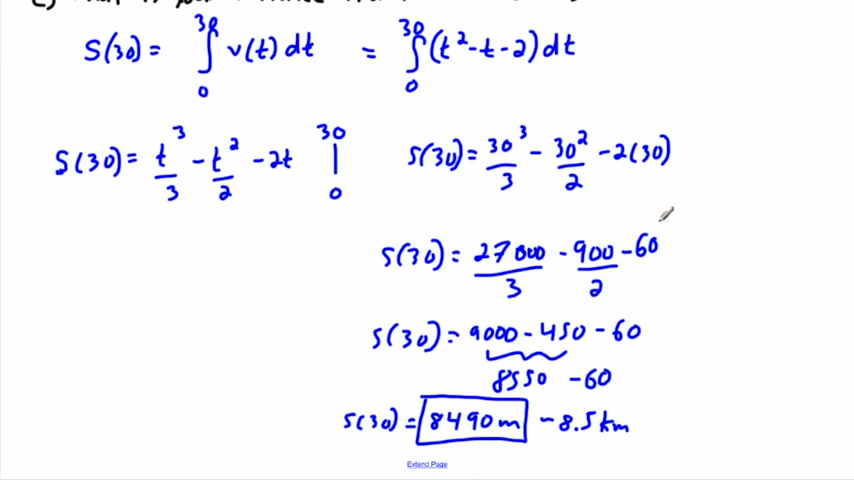 S(30) = ∫₀³⁰ v(t) dt = ∫₀³⁰ (t² - t - 2) dt
S(30) = t³/3 - t²/2 - 2t |₀³⁰
S(30) = 30³/3 - 30²/2 - 2(30)
S(30) = 27000/3 - 900/2 - 60
S(30) = 9000 - 450 - 60
8550 - 60
S(30) = 8490 m ~ 8.5 km
Extend Page